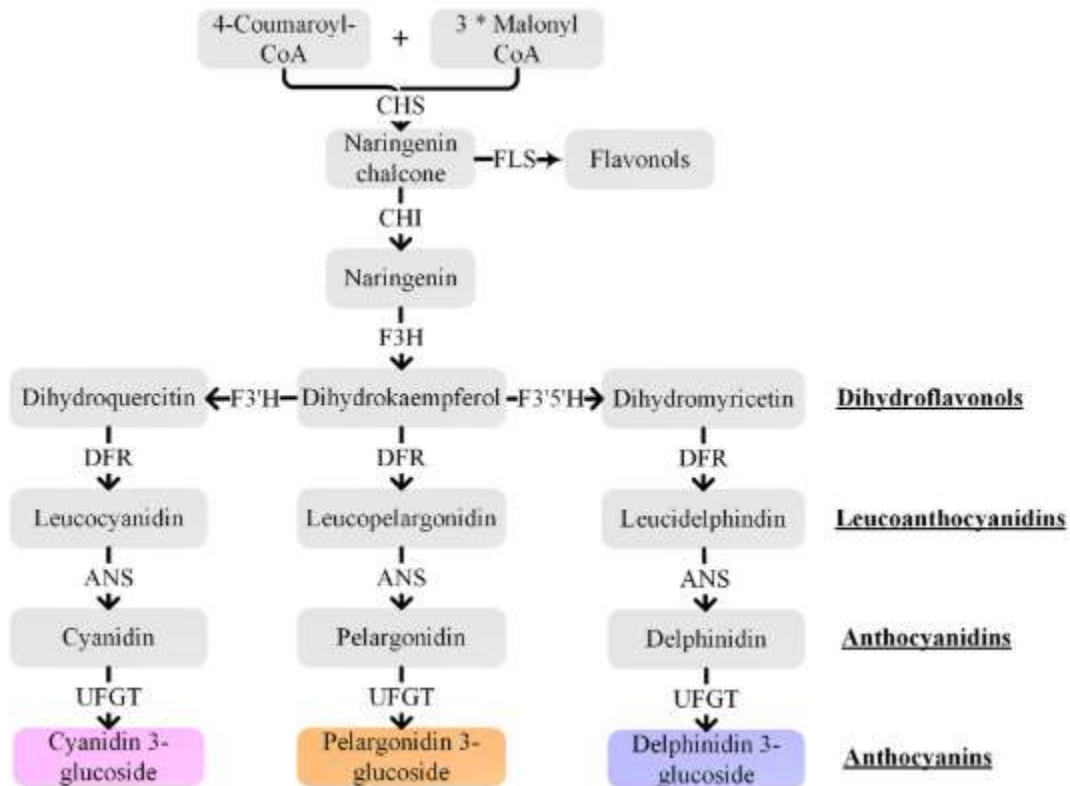 4-Coumaroyl-
CoA
+
3 * Malonyl
CoA
CHS
Naringenin
chalcone
FLS
Flavonols
CHI
Naringenin
F3H
Dihydroquercitin
F3'H
Dihydrokaempferol
F3'5'H
Dihydromyricetin
Dihydroflavonols
DFR
DFR
DFR
Leucocyanidin
Leucopelargonidin
Leucidelphindin
Leucoanthocyanidins
ANS
ANS
ANS
Cyanidin
Pelargonidin
Delphinidin
Anthocyanidins
UFGT
UFGT
UFGT
Cyanidin 3-
glucoside
Pelargonidin 3-
glucoside
Delphinidin 3-
glucoside
Anthocyanins